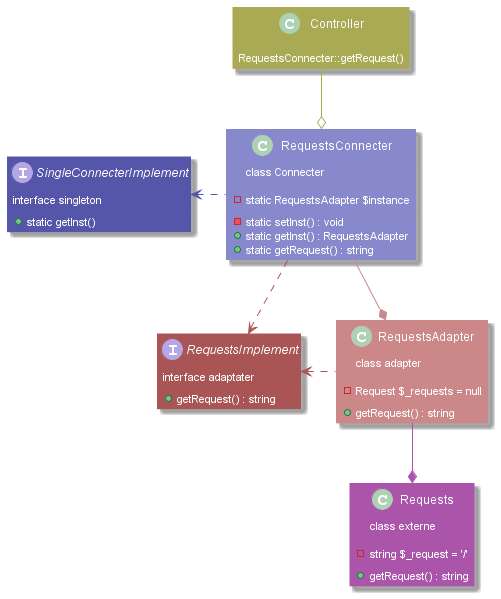 C Controller
RequestsConnecter::getRequest()
C RequestsConnecter
class Connecter
static RequestsAdapter $instance
static setInst() : void
static getInst() : RequestsAdapter
static getRequest() : string
I SingleConnecterImplement
interface singleton
static getInst()
I RequestsImplement
interface adaptater
getRequest() : string
C RequestsAdapter
class adapter
Request $_requests = null
getRequest() : string
C Requests
class externe
string $_request = '/'
getRequest() : string